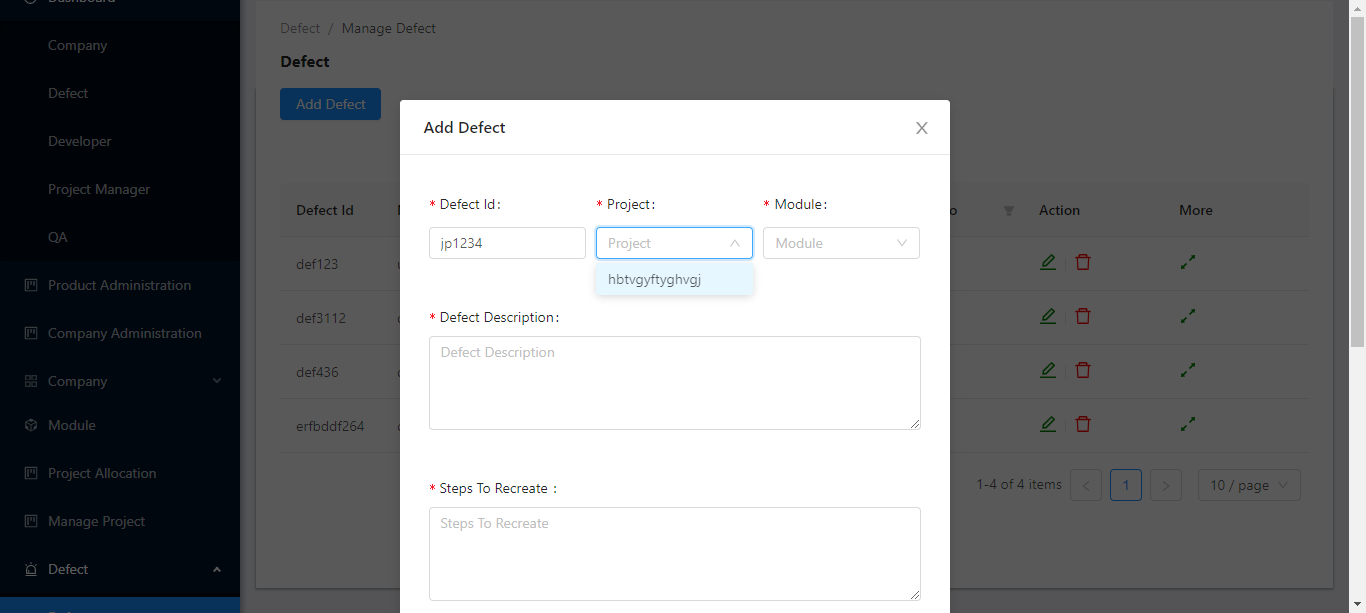 Dashboard
Company
Defect
Developer
Project Manager
QA
Product Administration
Company Administration
Company
Module
Project Allocation
Manage Project
Defect
Defect / Manage Defect
Defect
Add Defect
Defect Id Action More
def123
def3112
def436
erfbddf264
1-4 of 4 items 1 10 / page
Add Defect
* Defect Id: * Project: * Module:
jp1234 Project Module
hbtvgyftyghvgj
* Defect Description:
Defect Description
* Steps To Recreate :
Steps To Recreate